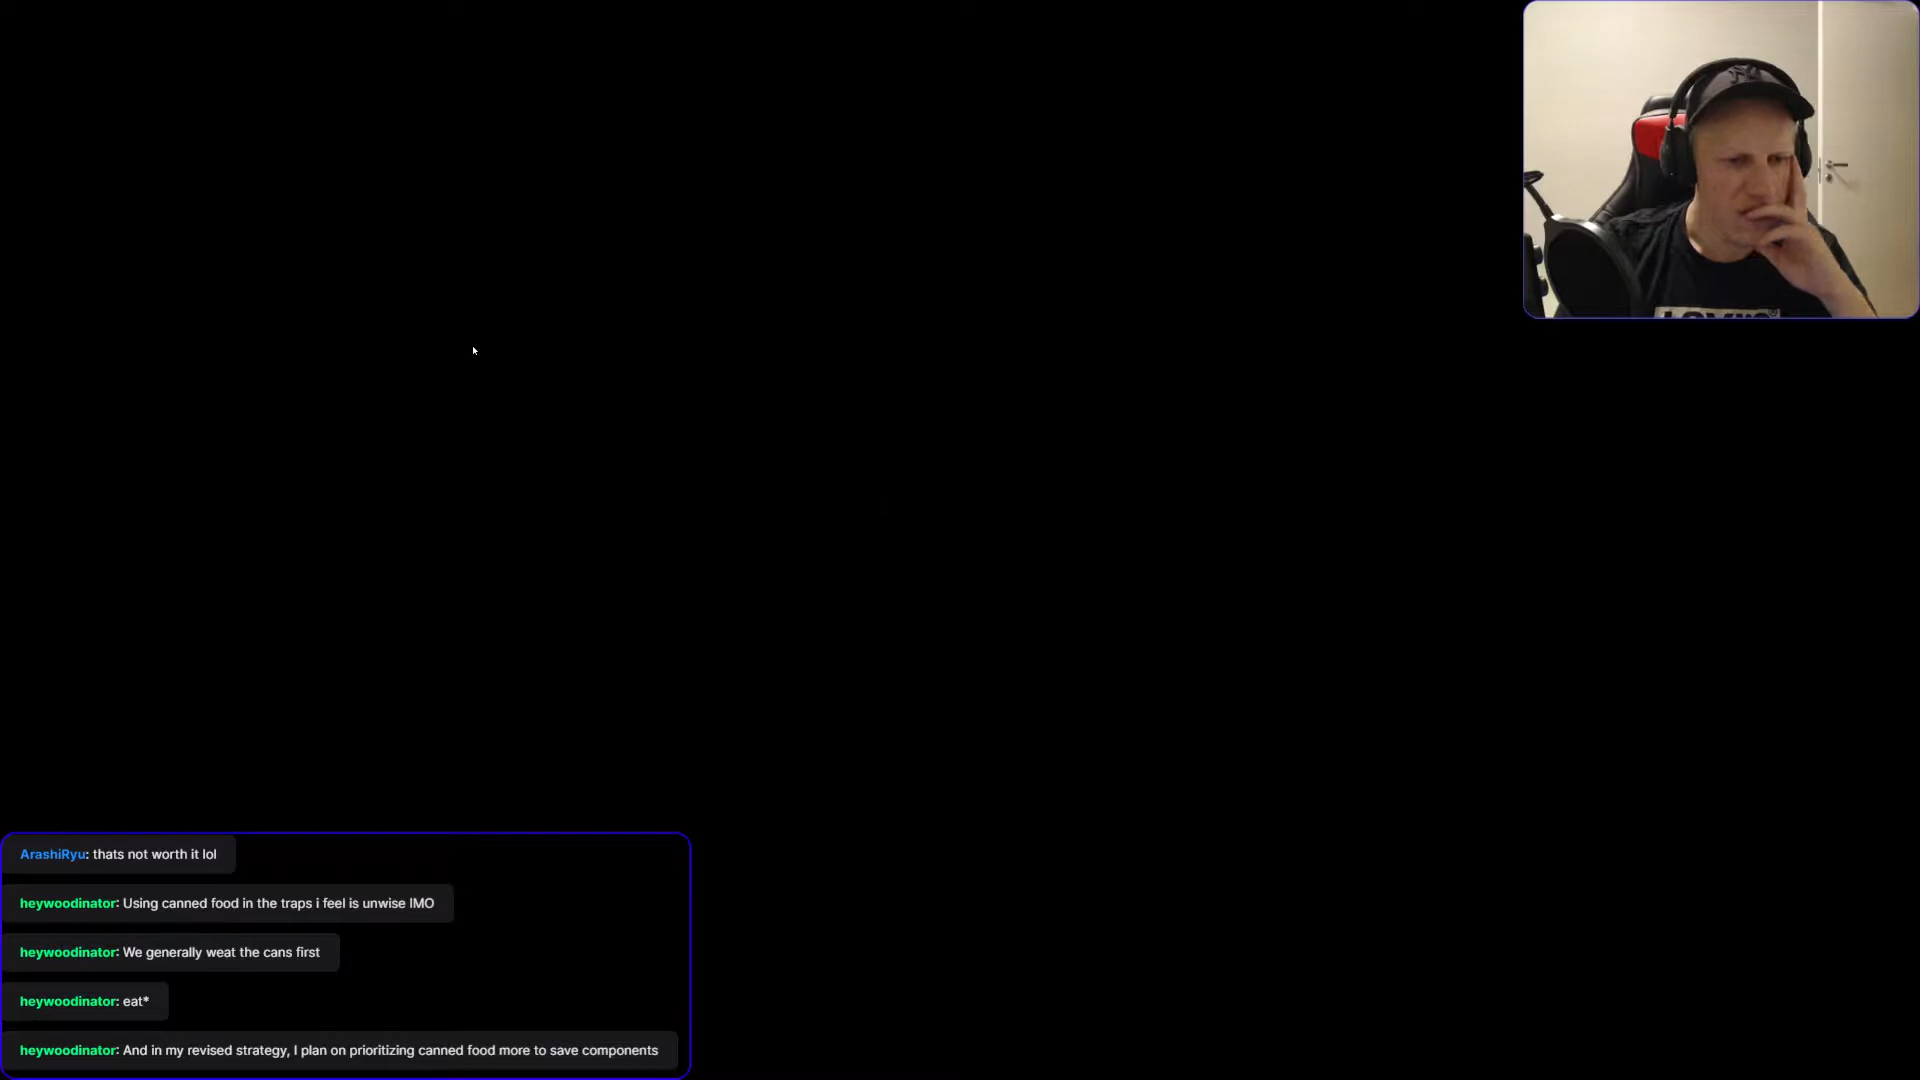 ArashiRyu: thats not worth it lol
heywoodinator: Using canned food in the traps i feel is unwise IMO
heywoodinator: We generally weat the cans first
heywoodinator: eat*
heywoodinator: And in my revised strategy, I plan on prioritizing canned food more to save components